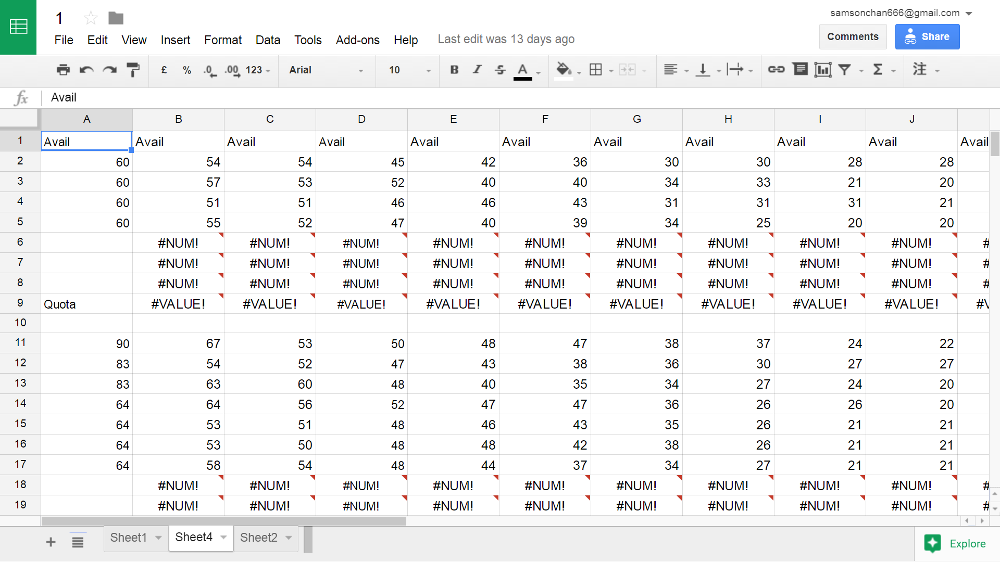 1
samsonchan666@gmail.com
File Edit View Insert Format Data Tools Add-ons Help Last edit was 13 days ago
Comments Share
£ % .0 .00 123 Arial 10 B I S A Σ 注
fx Avail
A B C D E F G H I J
1 Avail Avail Avail Avail Avail Avail Avail Avail Avail Avail Avail
2 60 54 54 45 42 36 30 30 28 28
3 60 57 53 52 40 40 34 33 21 20
4 60 51 51 46 46 43 31 31 31 21
5 60 55 52 47 40 39 34 25 20 20
6 #NUM! #NUM! #NUM! #NUM! #NUM! #NUM! #NUM! #NUM! #NUM! #
7 #NUM! #NUM! #NUM! #NUM! #NUM! #NUM! #NUM! #NUM! #NUM! #
8 #NUM! #NUM! #NUM! #NUM! #NUM! #NUM! #NUM! #NUM! #NUM! #
9 Quota #VALUE! #VALUE! #VALUE! #VALUE! #VALUE! #VALUE! #VALUE! #VALUE! #VALUE! #V
10
11 90 67 53 50 48 47 38 37 24 22
12 83 54 52 47 43 38 36 30 27 27
13 83 63 60 48 40 35 34 27 24 20
14 64 64 56 52 47 47 36 26 26 20
15 64 53 51 48 46 43 35 26 21 21
16 64 53 50 48 48 42 38 26 21 21
17 64 58 54 48 44 37 34 27 21 21
18 #NUM! #NUM! #NUM! #NUM! #NUM! #NUM! #NUM! #NUM! #NUM! #
19 #NUM! #NUM! #NUM! #NUM! #NUM! #NUM! #NUM! #NUM! #NUM! #
Sheet1 Sheet4 Sheet2 Explore